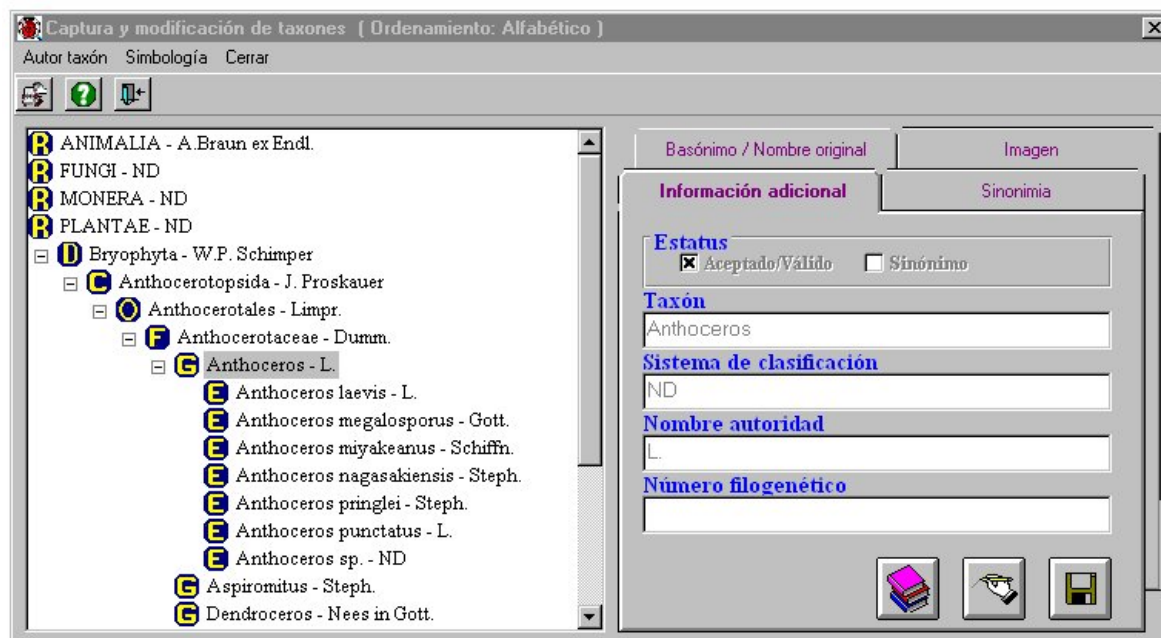 Captura y modificación de taxones ( Ordenamiento: Alfabético )
Autor taxón Simbología Cerrar
R ANIMALIA - A.Braun ex Endl.
R FUNGI - ND
R MONERA - ND
R PLANTAE - ND
D Bryophyta - W.P. Schimper
C Anthocerotopsida - J. Proskauer
O Anthocerotales - Limpr.
F Anthocerotaceae - Dumm.
G Anthoceros - L.
E Anthoceros laevis - L.
E Anthoceros megalosporus - Gott.
E Anthoceros miyakeanus - Schiffn.
E Anthoceros nagasakiensis - Steph.
E Anthoceros pringlei - Steph.
E Anthoceros punctatus - L.
E Anthoceros sp. - ND
G Aspiromitus - Steph.
G Dendroceros - Nees in Gott.
Basónimo / Nombre original Imagen
Información adicional Sinonimia
Estatus
Aceptado/Válido Sinónimo
Taxón
Anthoceros
Sistema de clasificación
ND
Nombre autoridad
L.
Número filogenético